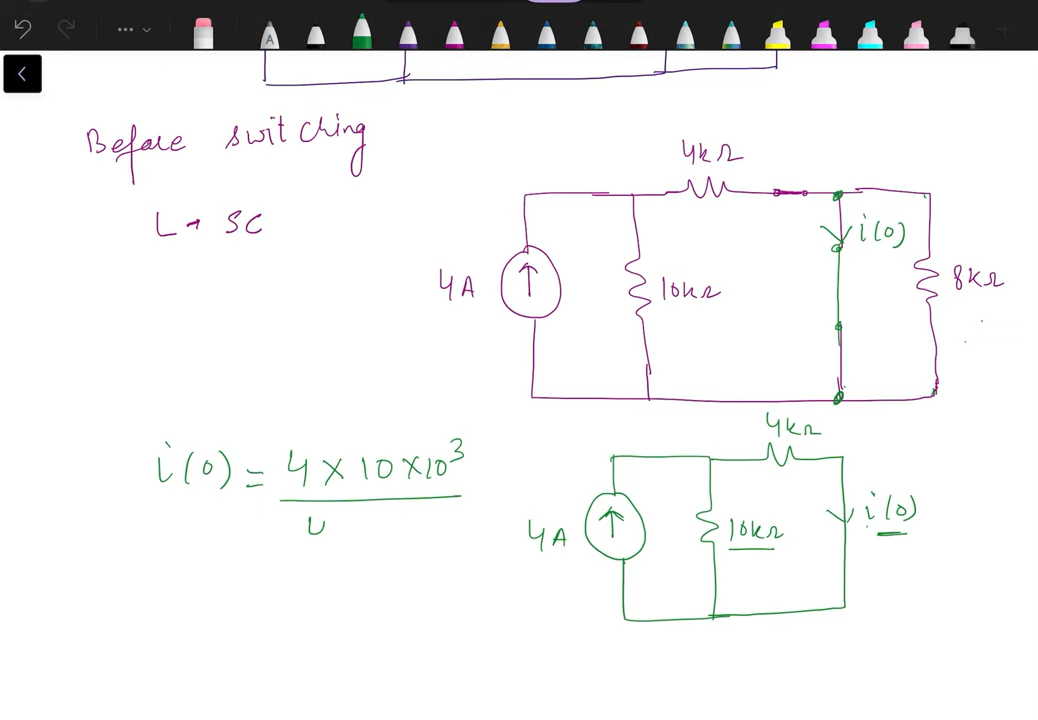 A
Before switching
L → SC
4kΩ
i(0)
4A
10kΩ
8kΩ
i(0) = 4 × 10 × 10³
4kΩ
4A
10kΩ
i(0)